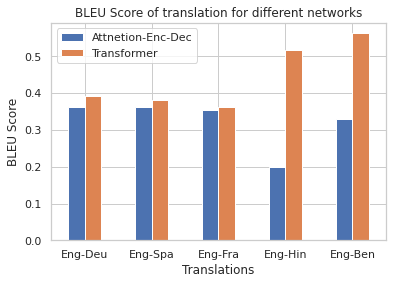 BLEU Score of translation for different networks
Attnetion-Enc-Dec
Transformer
BLEU Score
0.5
0.4
0.3
0.2
0.1
0.0
Eng-Deu Eng-Spa Eng-Fra Eng-Hin Eng-Ben
Translations